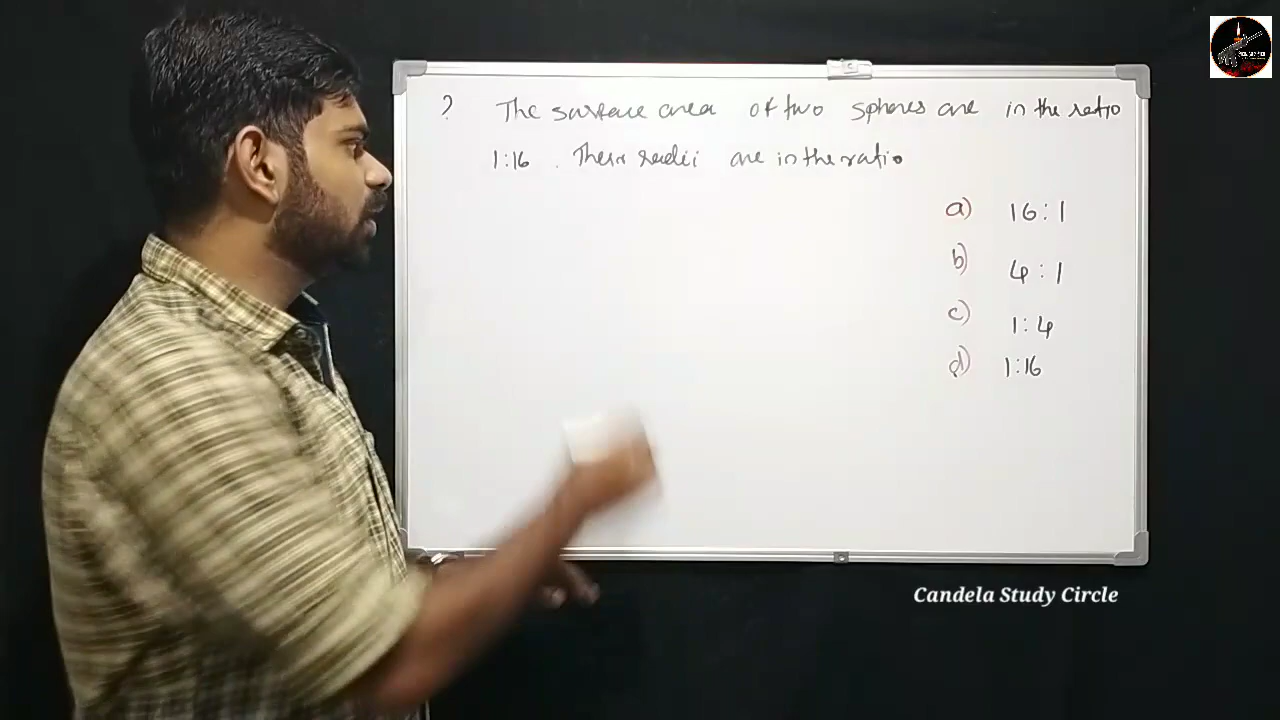 ? The surface area of two spheres are in the ratio
1:16 . Their radii are in the ratio
a) 16:1
b) 4:1
c) 1:4
d) 1:16
Candela Study Circle